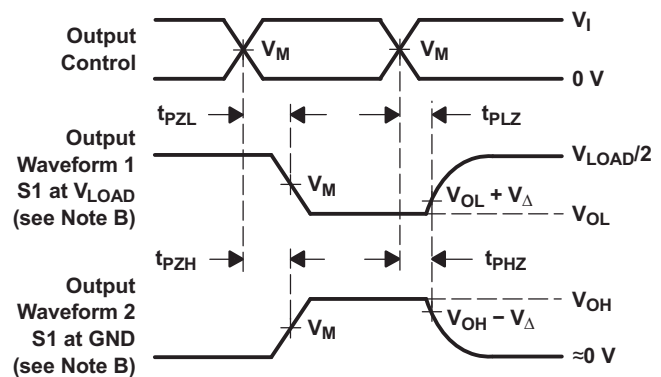 Output
Control
V_M
V_M
V_I
0 V
t_PZL
t_PLZ
Output
Waveform 1
S1 at V_LOAD
(see Note B)
V_M
V_LOAD/2
V_OL + V_Δ
V_OL
t_PZH
t_PHZ
Output
Waveform 2
S1 at GND
(see Note B)
V_M
V_OH
V_OH − V_Δ
≈0 V